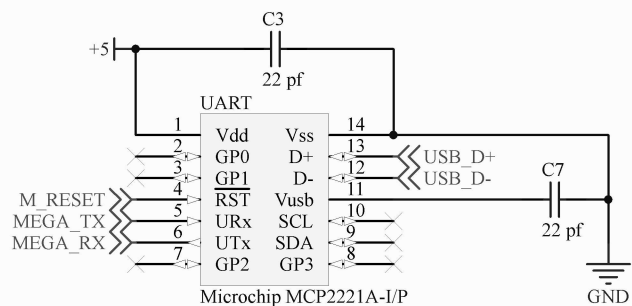 C3
+5
22 pf
UART
1 Vdd Vss 14
2 GP0 D+ 13 USB_D+
3 GP1 D- 12 USB_D-
M_RESET 4 RST Vusb 11 C7
MEGA_TX 5 URx SCL 10
MEGA_RX 6 UTx SDA 9 22 pf
7 GP2 GP3 8
Microchip MCP2221A-I/P GND